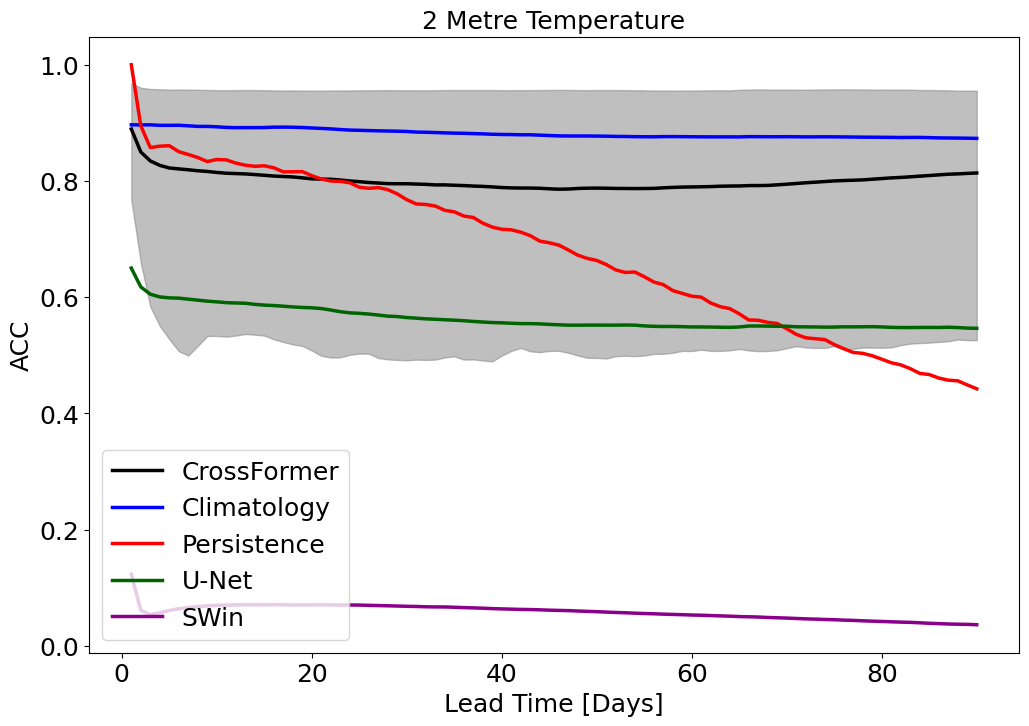 2 Metre Temperature
ACC
1.0
0.8
0.6
0.4
0.2
0.0
CrossFormer
Climatology
Persistence
U-Net
SWin
0 20 40 60 80
Lead Time [Days]